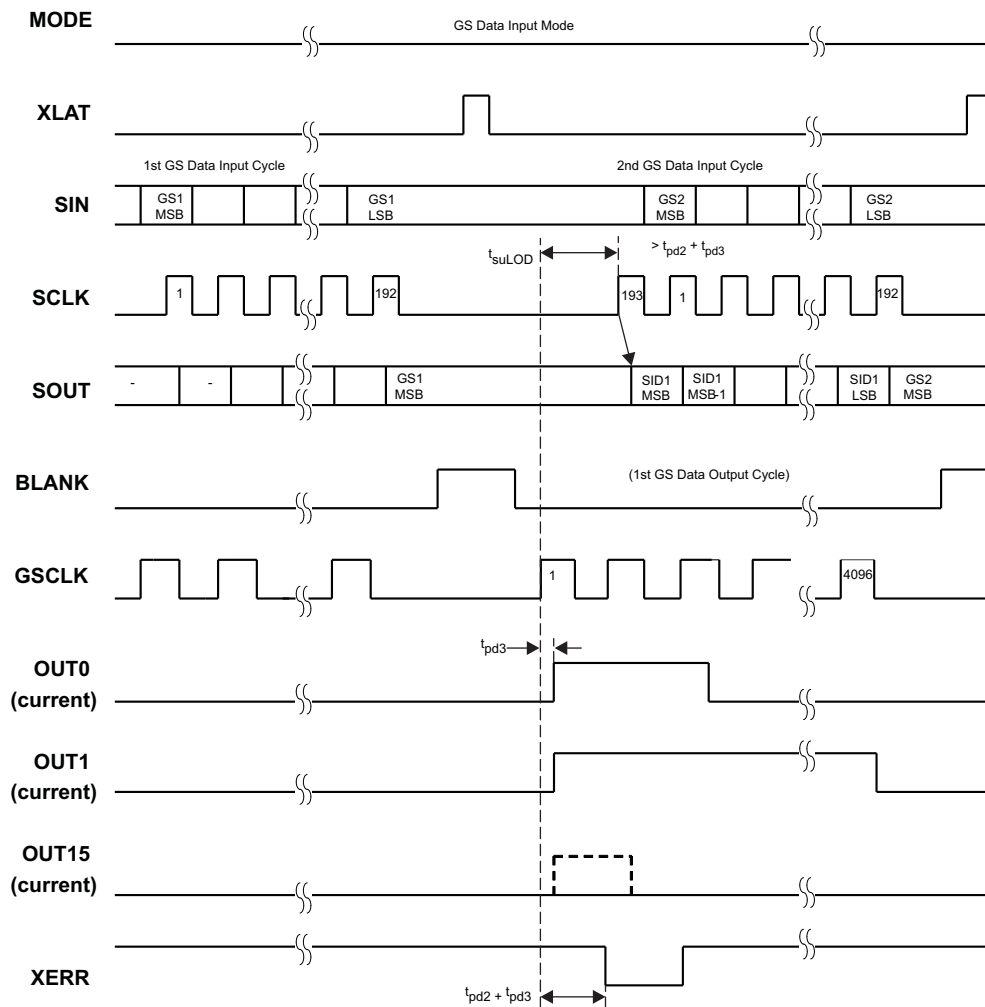 MODE
GS Data Input Mode
XLAT
1st GS Data Input Cycle
2nd GS Data Input Cycle
SIN
GS1
MSB
GS1
LSB
GS2
MSB
GS2
LSB
tsuLOD
> tpd2 + tpd3
SCLK
1
192
193
1
192
SOUT
-
-
GS1
MSB
SID1
MSB
SID1
MSB-1
SID1
LSB
GS2
MSB
BLANK
(1st GS Data Output Cycle)
GSCLK
1
4096
tpd3
OUT0
(current)
OUT1
(current)
OUT15
(current)
XERR
tpd2 + tpd3